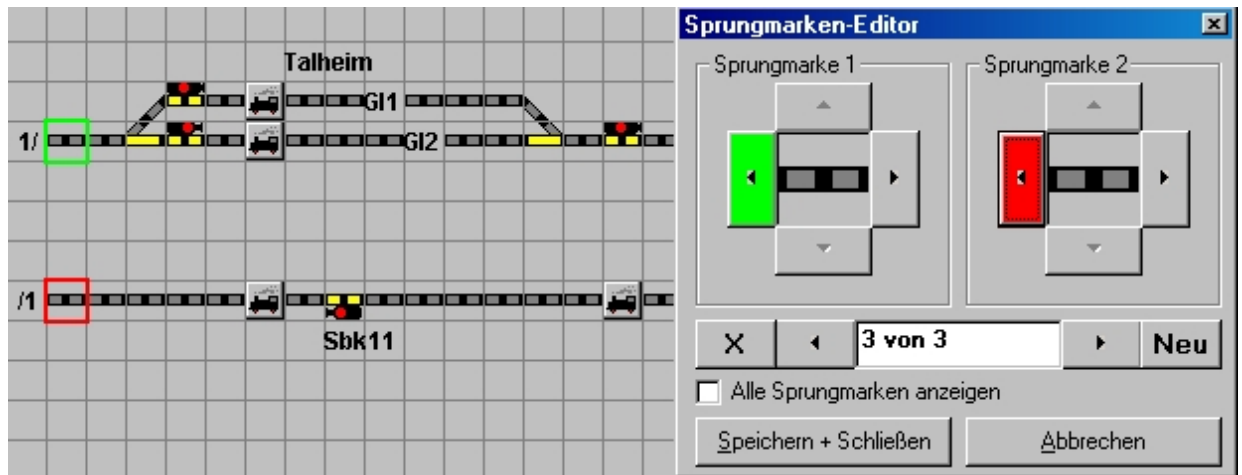 Talheim
Gl1
1/
Gl2
/1
Sbk11
Sprungmarken-Editor
Sprungmarke 1
Sprungmarke 2
X
3 von 3
Neu
Alle Sprungmarken anzeigen
Speichern + Schließen
Abbrechen